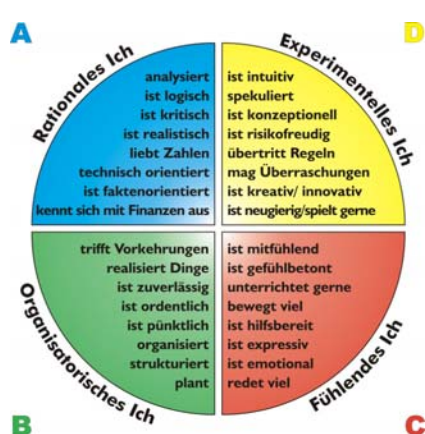 A
Rationales Ich
analysiert
ist logisch
ist kritisch
ist realistisch
liebt Zahlen
technisch orientiert
ist faktenorientiert
kennt sich mit Finanzen aus
D
Experimentelles Ich
ist intuitiv
spekuliert
ist konzeptionell
ist risikofreudig
übertritt Regeln
mag Überraschungen
ist kreativ/ innovativ
ist neugierig/spielt gerne
B
Organisatorisches Ich
trifft Vorkehrungen
realisiert Dinge
ist zuverlässig
ist ordentlich
ist pünktlich
organisiert
strukturiert
plant
C
Fühlendes Ich
ist mitfühlend
ist gefühlbetont
unterrichtet gerne
bewegt viel
ist hilfsbereit
ist expressiv
ist emotional
redet viel